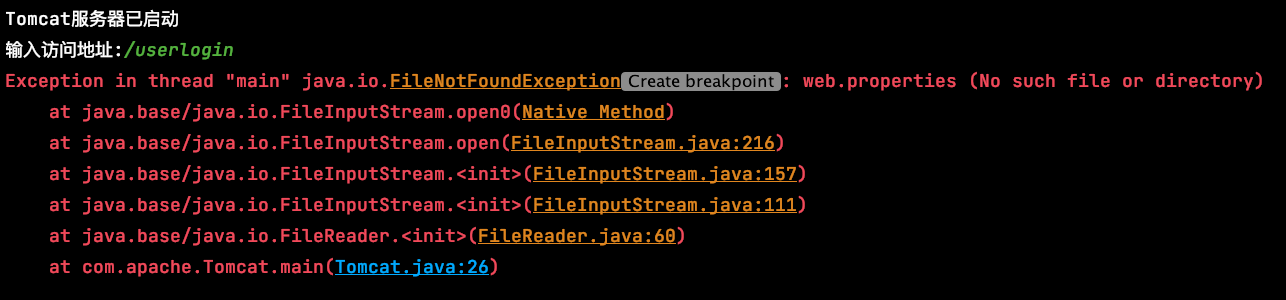 Tomcat服务器已启动
输入访问地址:/userlogin
Exception in thread "main" java.io.FileNotFoundException Create breakpoint : web.properties (No such file or directory)
at java.base/java.io.FileInputStream.open0(Native Method)
at java.base/java.io.FileInputStream.open(FileInputStream.java:216)
at java.base/java.io.FileInputStream.<init>(FileInputStream.java:157)
at java.base/java.io.FileInputStream.<init>(FileInputStream.java:111)
at java.base/java.io.FileReader.<init>(FileReader.java:60)
at com.apache.Tomcat.main(Tomcat.java:26)